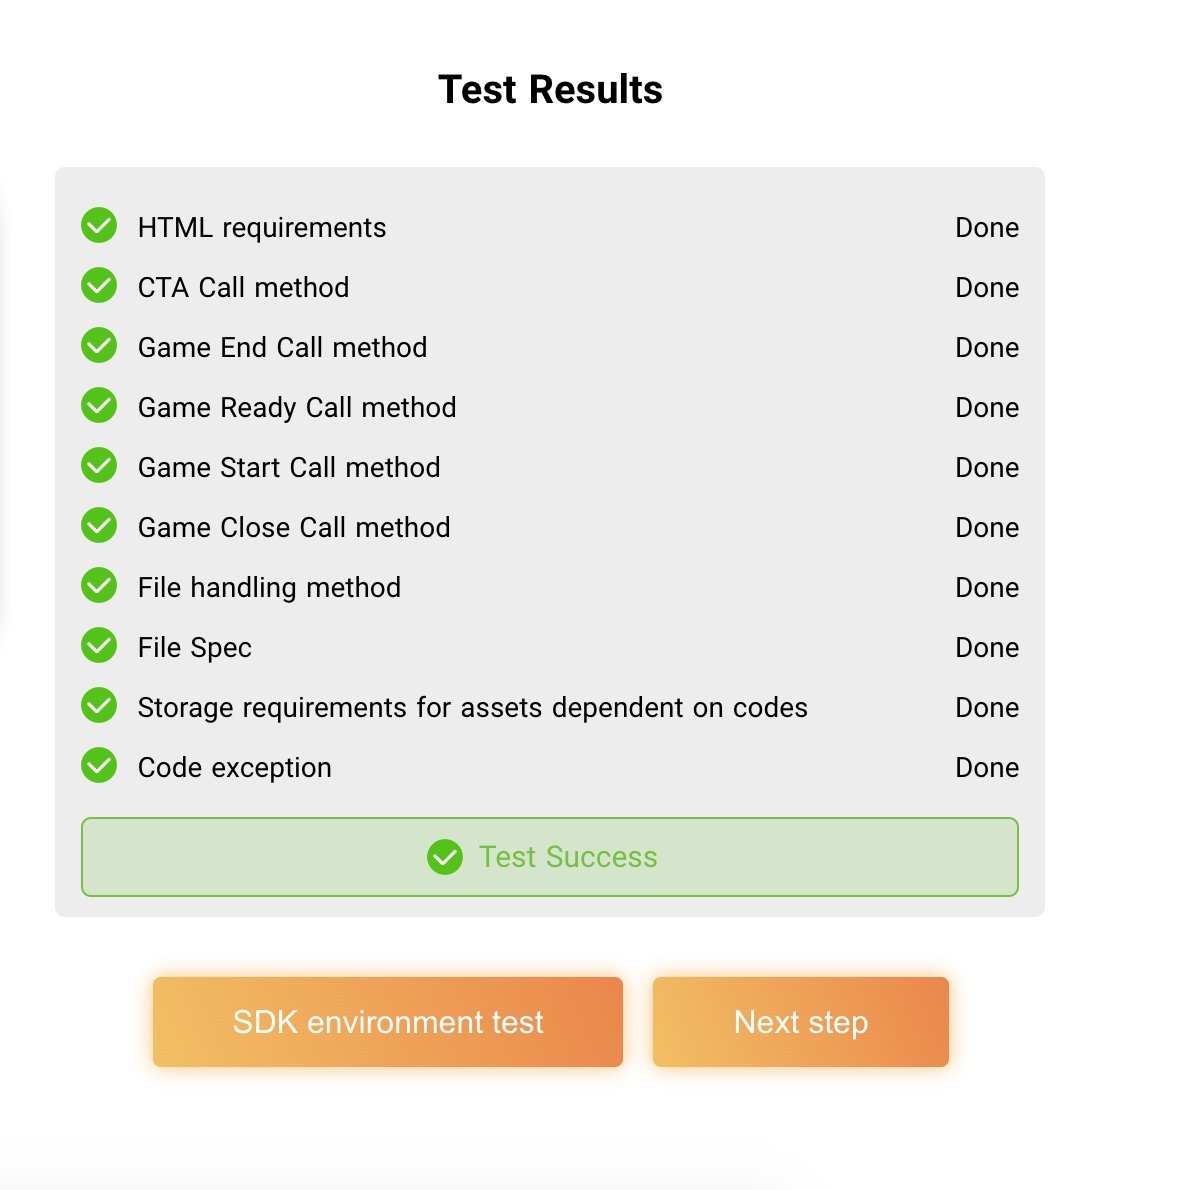 Test Results
HTML requirements Done
CTA Call method Done
Game End Call method Done
Game Ready Call method Done
Game Start Call method Done
Game Close Call method Done
File handling method Done
File Spec Done
Storage requirements for assets dependent on codes Done
Code exception Done
Test Success
SDK environment test Next step